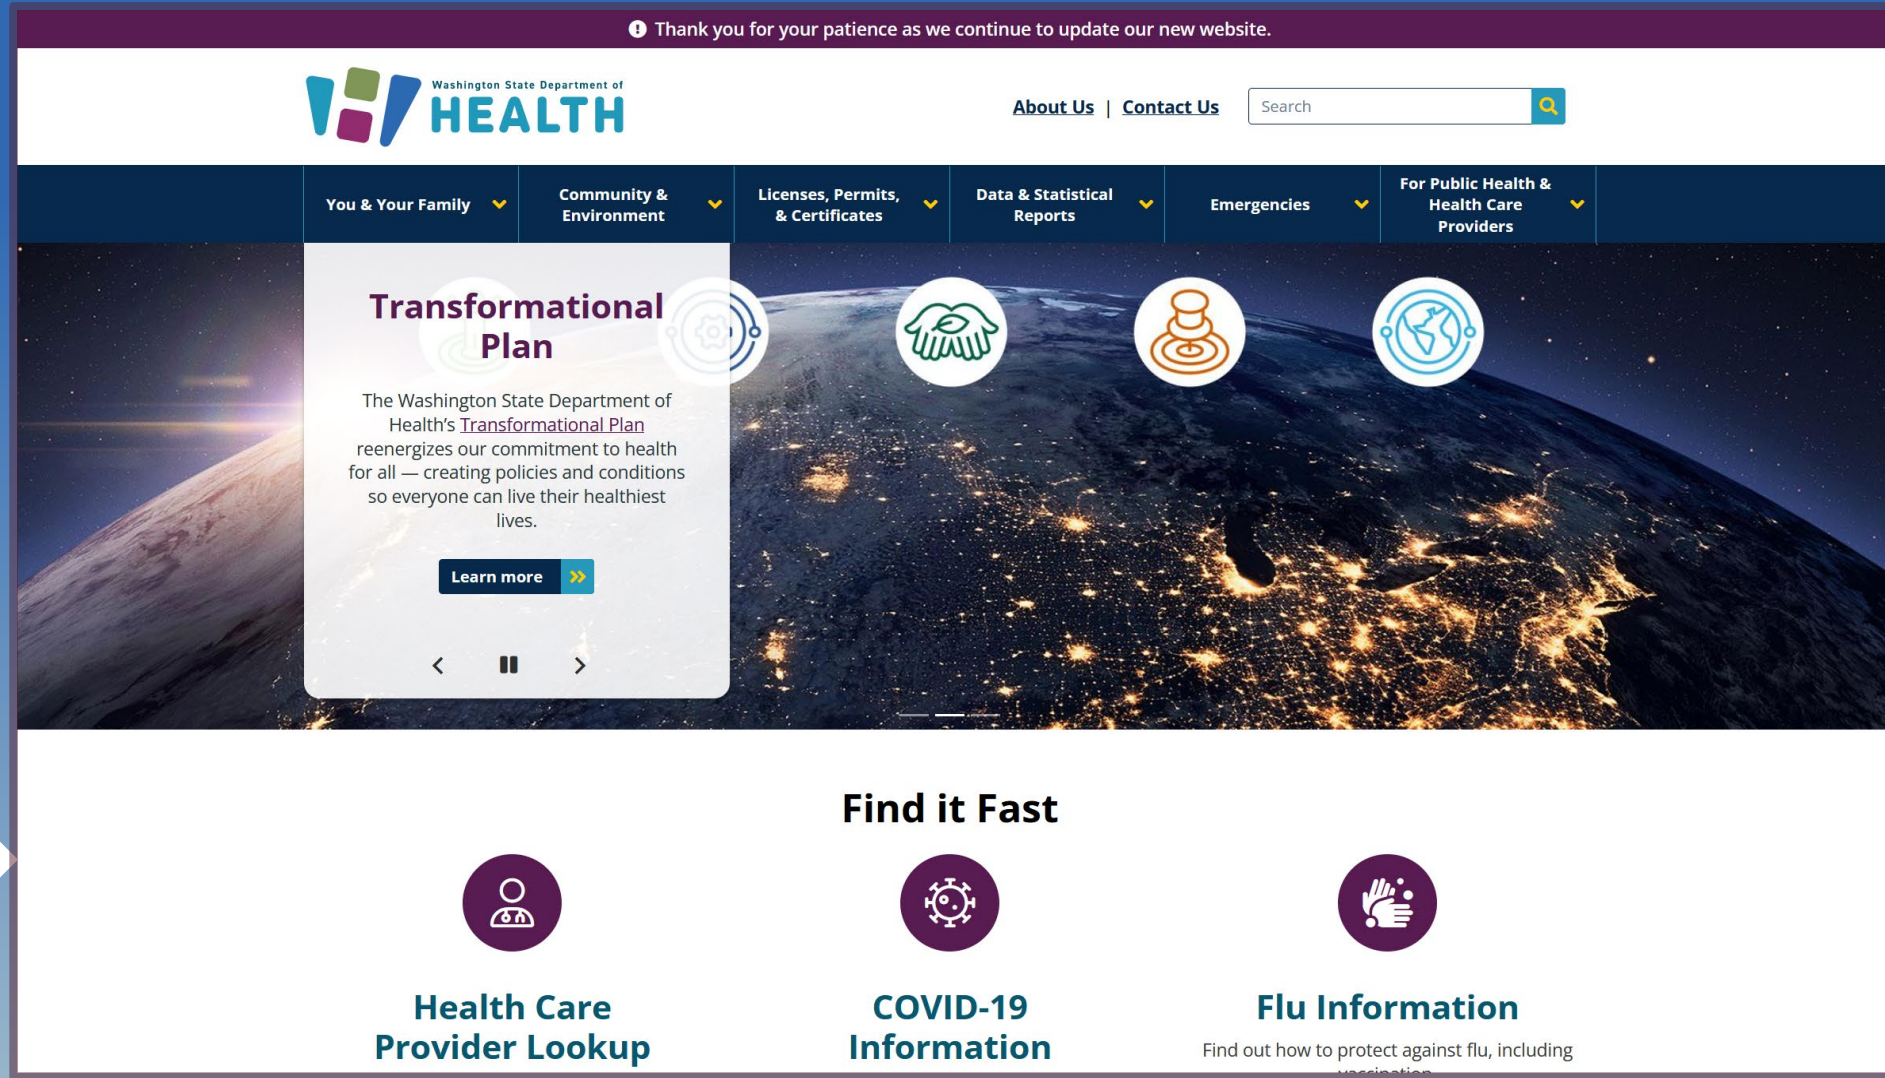 Thank you for your patience as we continue to update our new website.
Washington State Department of
HEALTH
About Us | Contact Us
Search
You & Your Family
Community &
Environment
Licenses, Permits,
& Certificates
Data & Statistical
Reports
Emergencies
For Public Health &
Health Care
Providers
Transformational
Plan
The Washington State Department of
Health’s Transformational Plan
reenergizes our commitment to health
for all — creating policies and conditions
so everyone can live their healthiest
lives.
Learn more
Find it Fast
Health Care
Provider Lookup
COVID-19
Information
Flu Information
Find out how to protect against flu, including